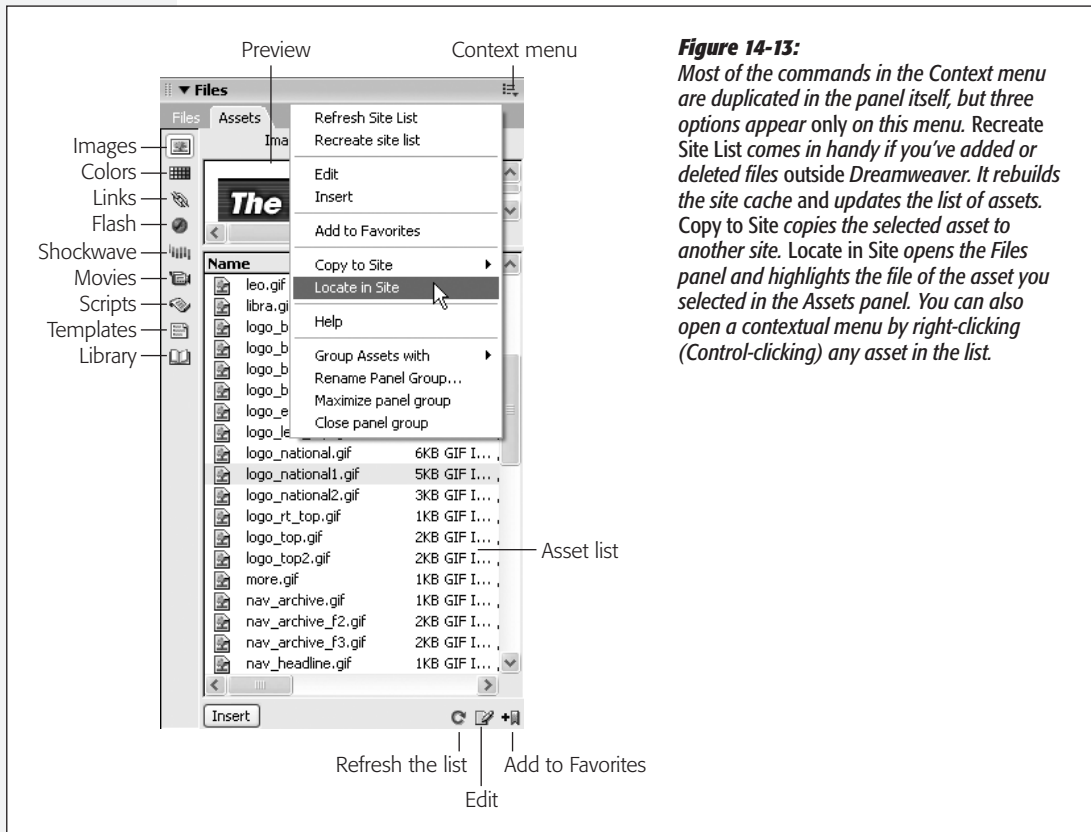 Preview
Context menu
Files
Files
Assets
Ima
Refresh Site List
Recreate site list
Edit
Insert
Add to Favorites
Copy to Site
Locate in Site
Help
Group Assets with
Rename Panel Group...
Maximize panel group
Close panel group
Images
Colors
Links
Flash
Shockwave
Movies
Scripts
Templates
Library
The
Name
leo.gif
libra.gi
logo_b
logo_b
logo_b
logo_b
logo_e
logo_le
logo_national.gif 6KB GIF I...
logo_national1.gif 5KB GIF I...
logo_national2.gif 3KB GIF I...
logo_rt_top.gif 1KB GIF I...
logo_top.gif 2KB GIF I...
logo_top2.gif 2KB GIF I...
more.gif 1KB GIF I...
nav_archive.gif 1KB GIF I...
nav_archive_f2.gif 2KB GIF I...
nav_archive_f3.gif 2KB GIF I...
nav_headline.gif 1KB GIF I...
Asset list
Insert
Refresh the list
Edit
Add to Favorites
Figure 14-13:
Most of the commands in the Context menu
are duplicated in the panel itself, but three
options appear only on this menu. Recreate
Site List comes in handy if you've added or
deleted files outside Dreamweaver. It rebuilds
the site cache and updates the list of assets.
Copy to Site copies the selected asset to
another site. Locate in Site opens the Files
panel and highlights the file of the asset you
selected in the Assets panel. You can also
open a contextual menu by right-clicking
(Control-clicking) any asset in the list.